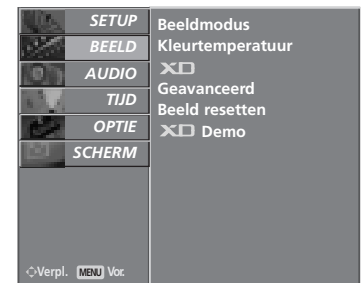 SETUP
BEELD
AUDIO
TIJD
OPTIE
SCHERM
Verpl. MENU Vor.
Beeldmodus
Kleurtemperatuur
XD
Geavanceerd
Beeld resetten
XD Demo